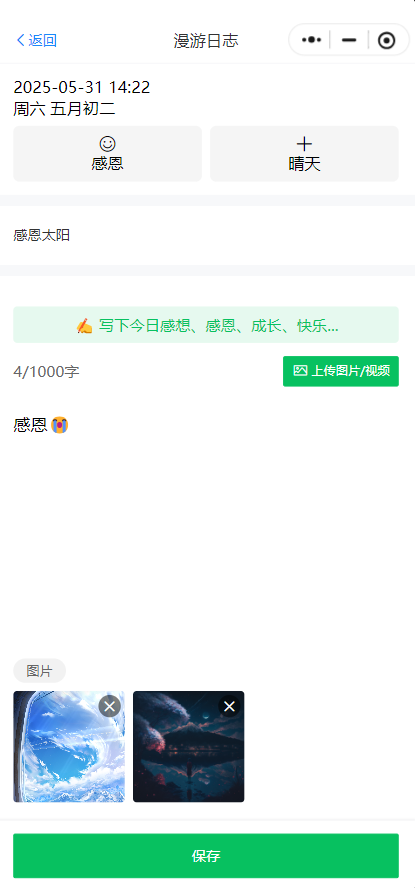 返回
漫游日志
2025-05-31 14:22
周六 五月初二
感恩
晴天
感恩太阳
✍️ 写下今日感想、感恩、成长、快乐...
4/1000字
上传图片/视频
感恩😭
图片
保存